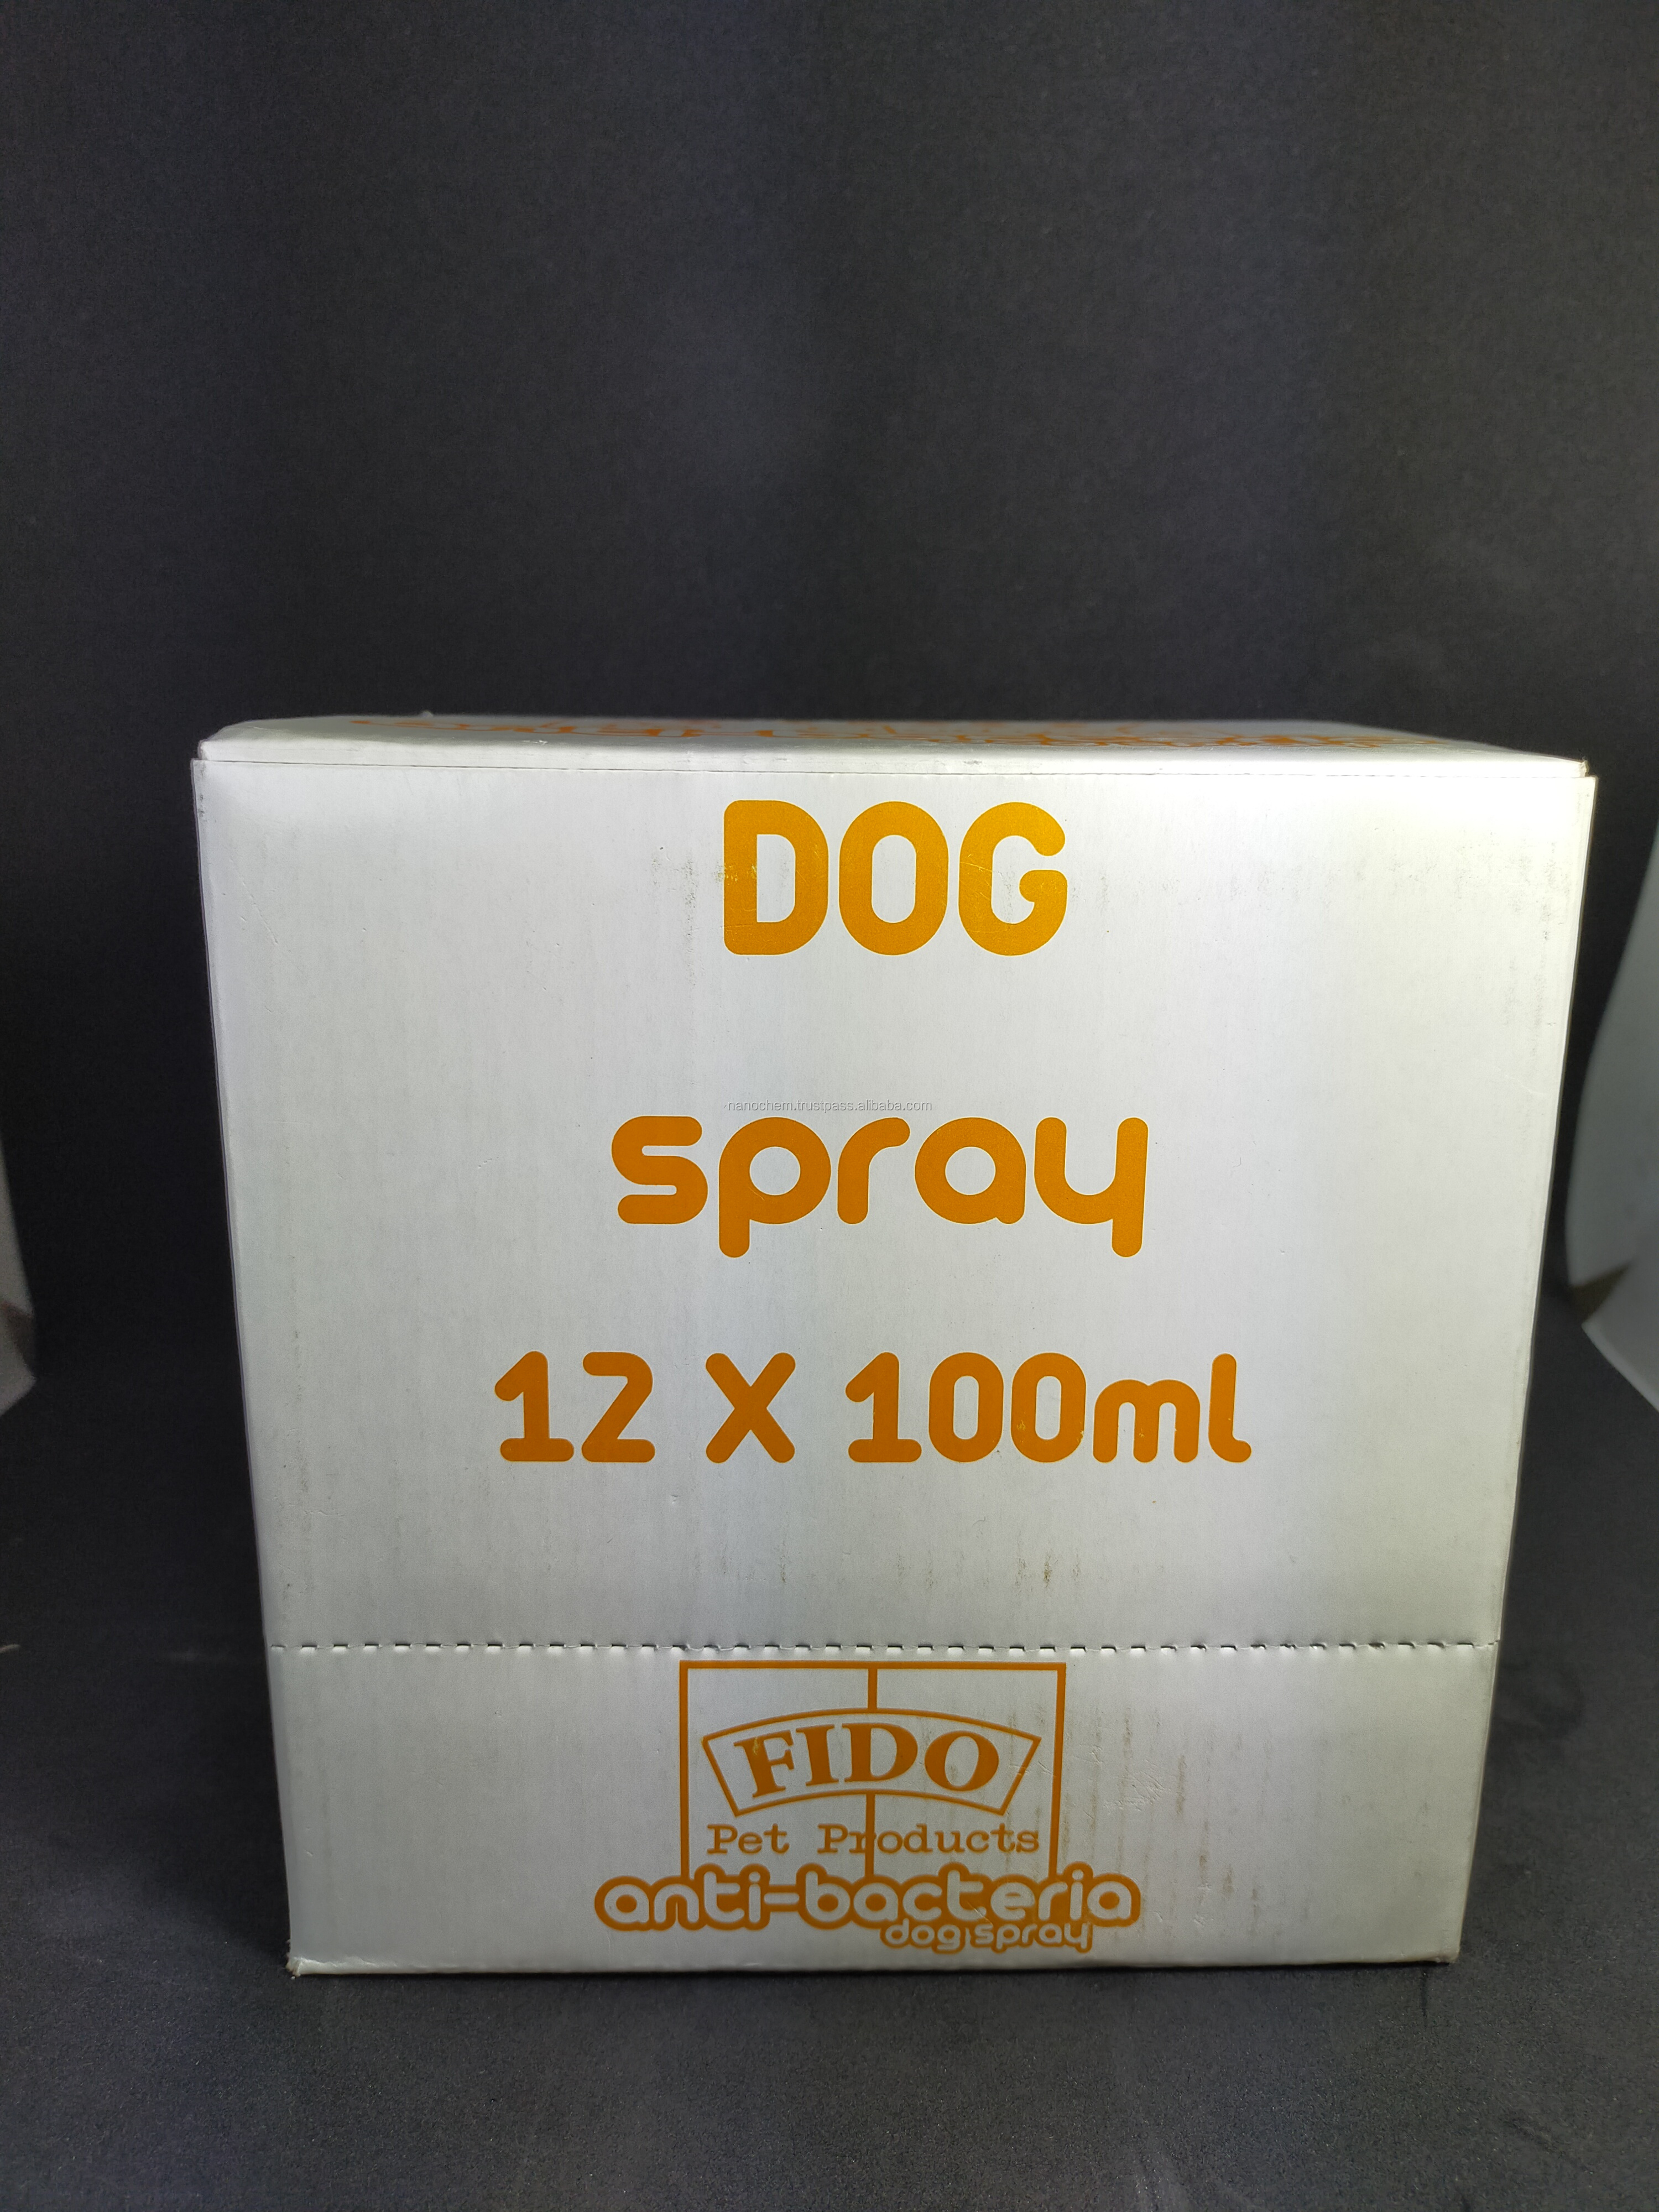 DOG
nanochem.trustpass.alibaba.com
spray
12 X 100ml
FIDO
Pet Products
anti-bacteria
dog spray